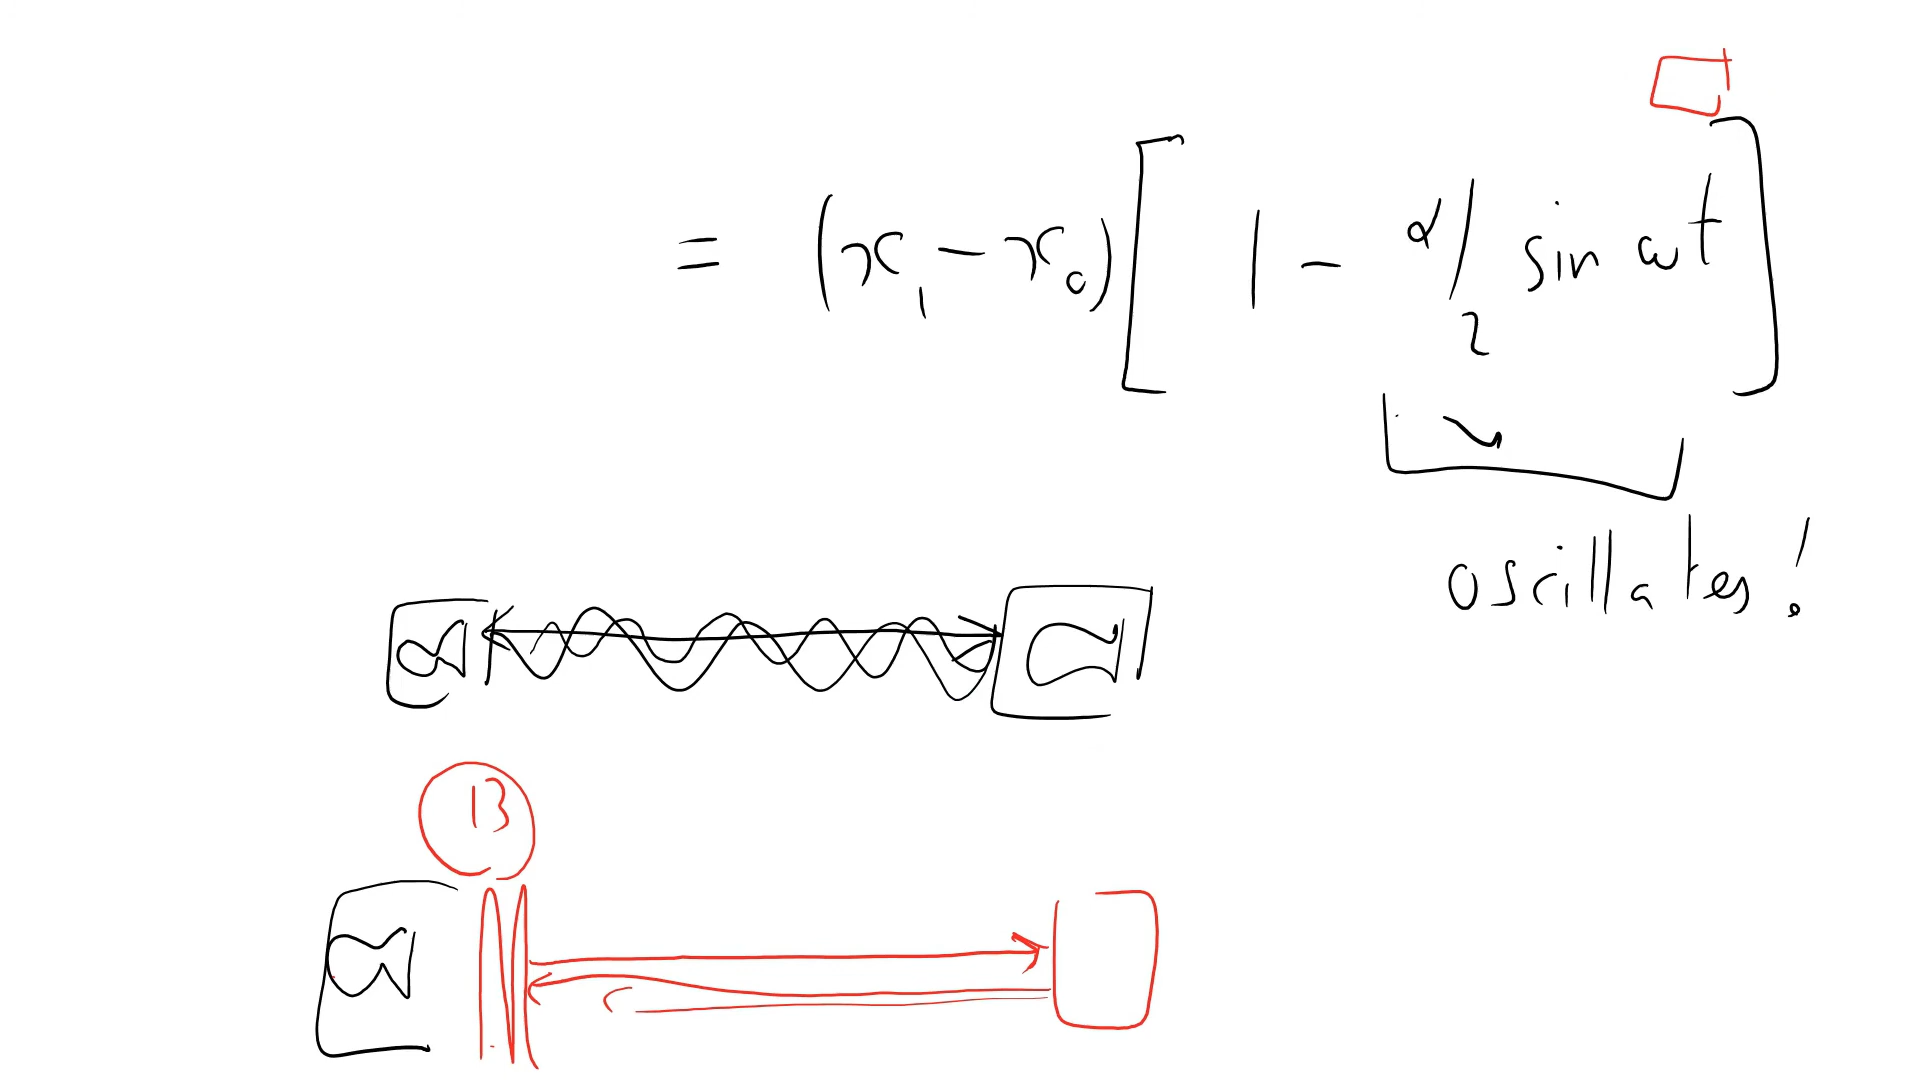 = (x₁ - x₀) [ 1 - α/2 sin ωt ]
oscillates!
13